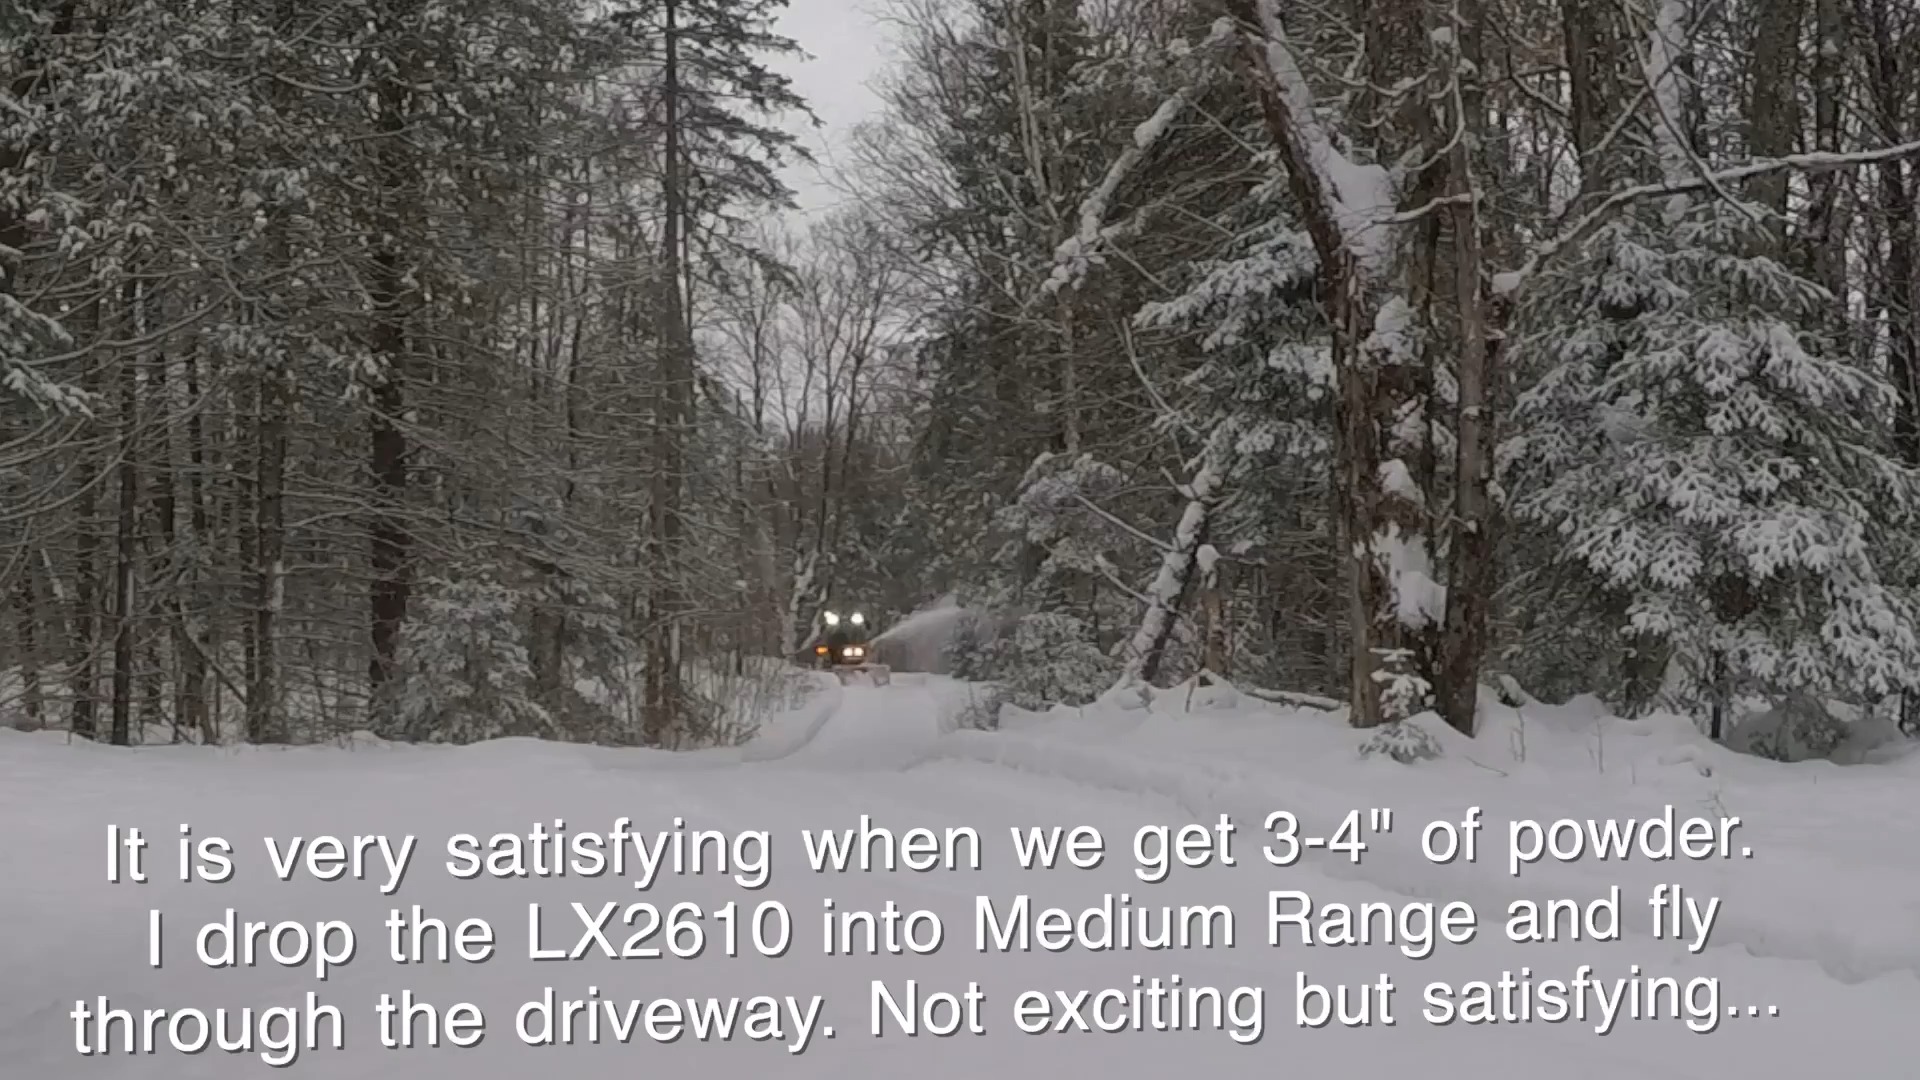 It is very satisfying when we get 3-4" of powder.
I drop the LX2610 into Medium Range and fly
through the driveway. Not exciting but satisfying...